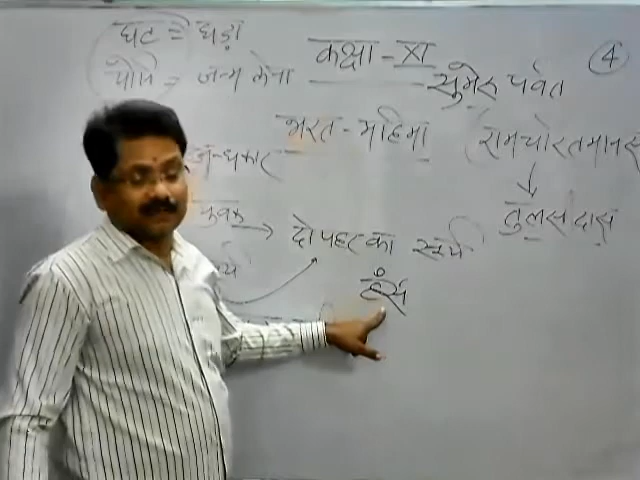 घट = घड़ा
कक्षा - XI
④
योनि = जन्म लेना
सुमेरु पर्वत
भरत - महिमा
(रामचरितमानस
↓
तुलसीदास
→ दोपहर का सूर्य
हंस